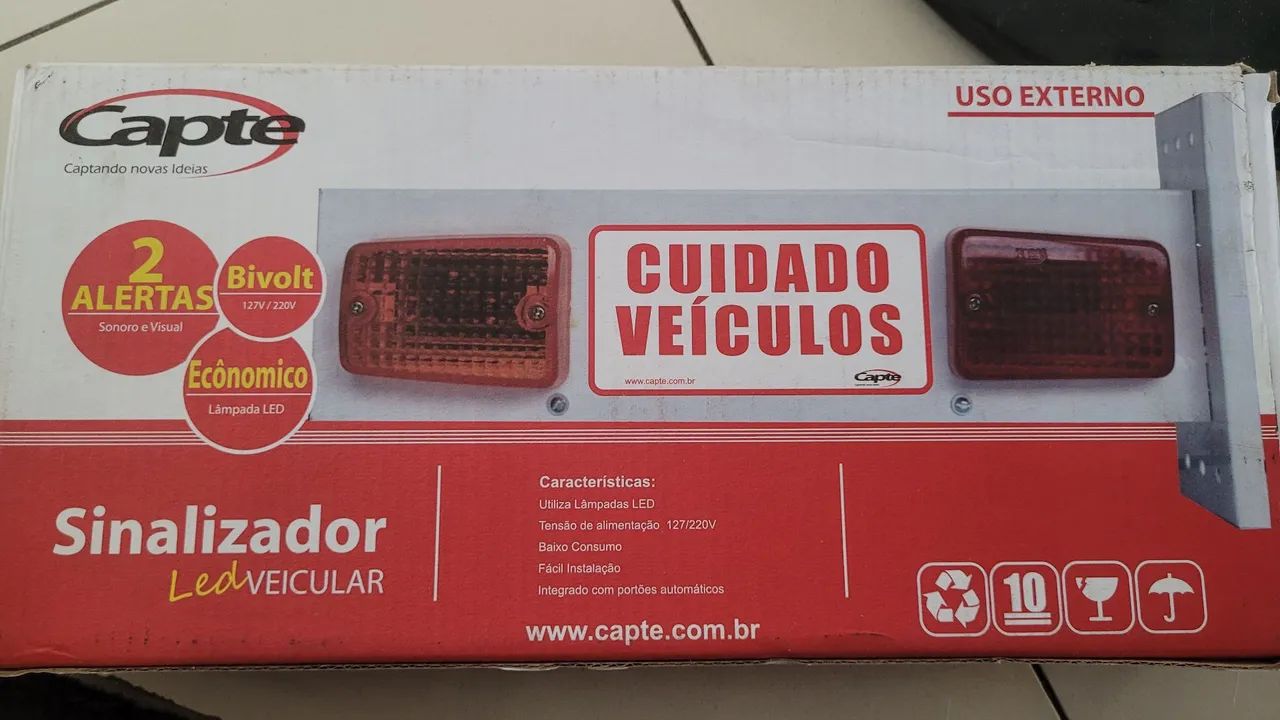 Capte
Captando novas Ideias
USO EXTERNO
2
ALERTAS
Sonoro e Visual
Bivolt
127V / 220V
Ecônomico
Lâmpada LED
CUIDADO
VEÍCULOS
www.capte.com.br
Capte
Sinalizador
Led VEICULAR
Características:
Utiliza Lâmpadas LED
Tensão de alimentação 127/220V
Baixo Consumo
Fácil Instalação
Integrado com portões automáticos
www.capte.com.br
10